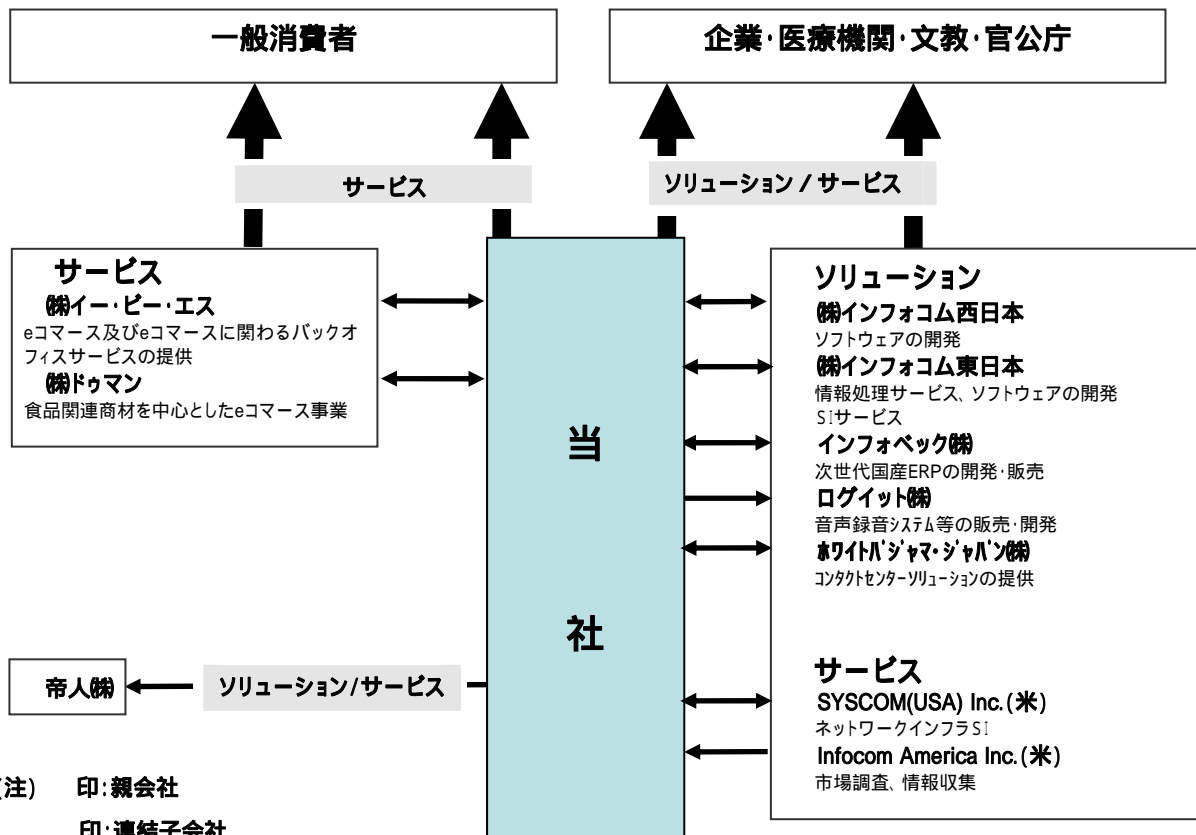 一般消費者
企業･医療機関･文教･官公庁
サービス
ソリューション / サービス
サービス
㈱イー･ビー･エス
eコマース及びeコマースに関わるバックオ
フィスサービスの提供
㈱ドゥマン
食品関連商材を中心としたeコマース事業
当
社
ソリューション
㈱インフォコム西日本
ソフトウェアの開発
㈱インフォコム東日本
情報処理サービス、ソフトウェアの開発
SIサービス
インフォベック㈱
次世代国産ERPの開発･販売
ログイット㈱
音声録音ｼｽﾃﾑ等の販売･開発
ﾎﾜｲﾄﾊﾟｼﾞｬﾏ･ｼﾞｬﾊﾟﾝ㈱
ｺﾝﾀｸﾄｾﾝﾀｰｿﾘｭｰｼｮﾝの提供
サービス
SYSCOM(USA) Inc.(米)
ネットワークインフラSI
Infocom America Inc.(米)
市場調査、情報収集
帝人㈱
ソリューション/サービス
(注) 印:親会社
印:連結子会社